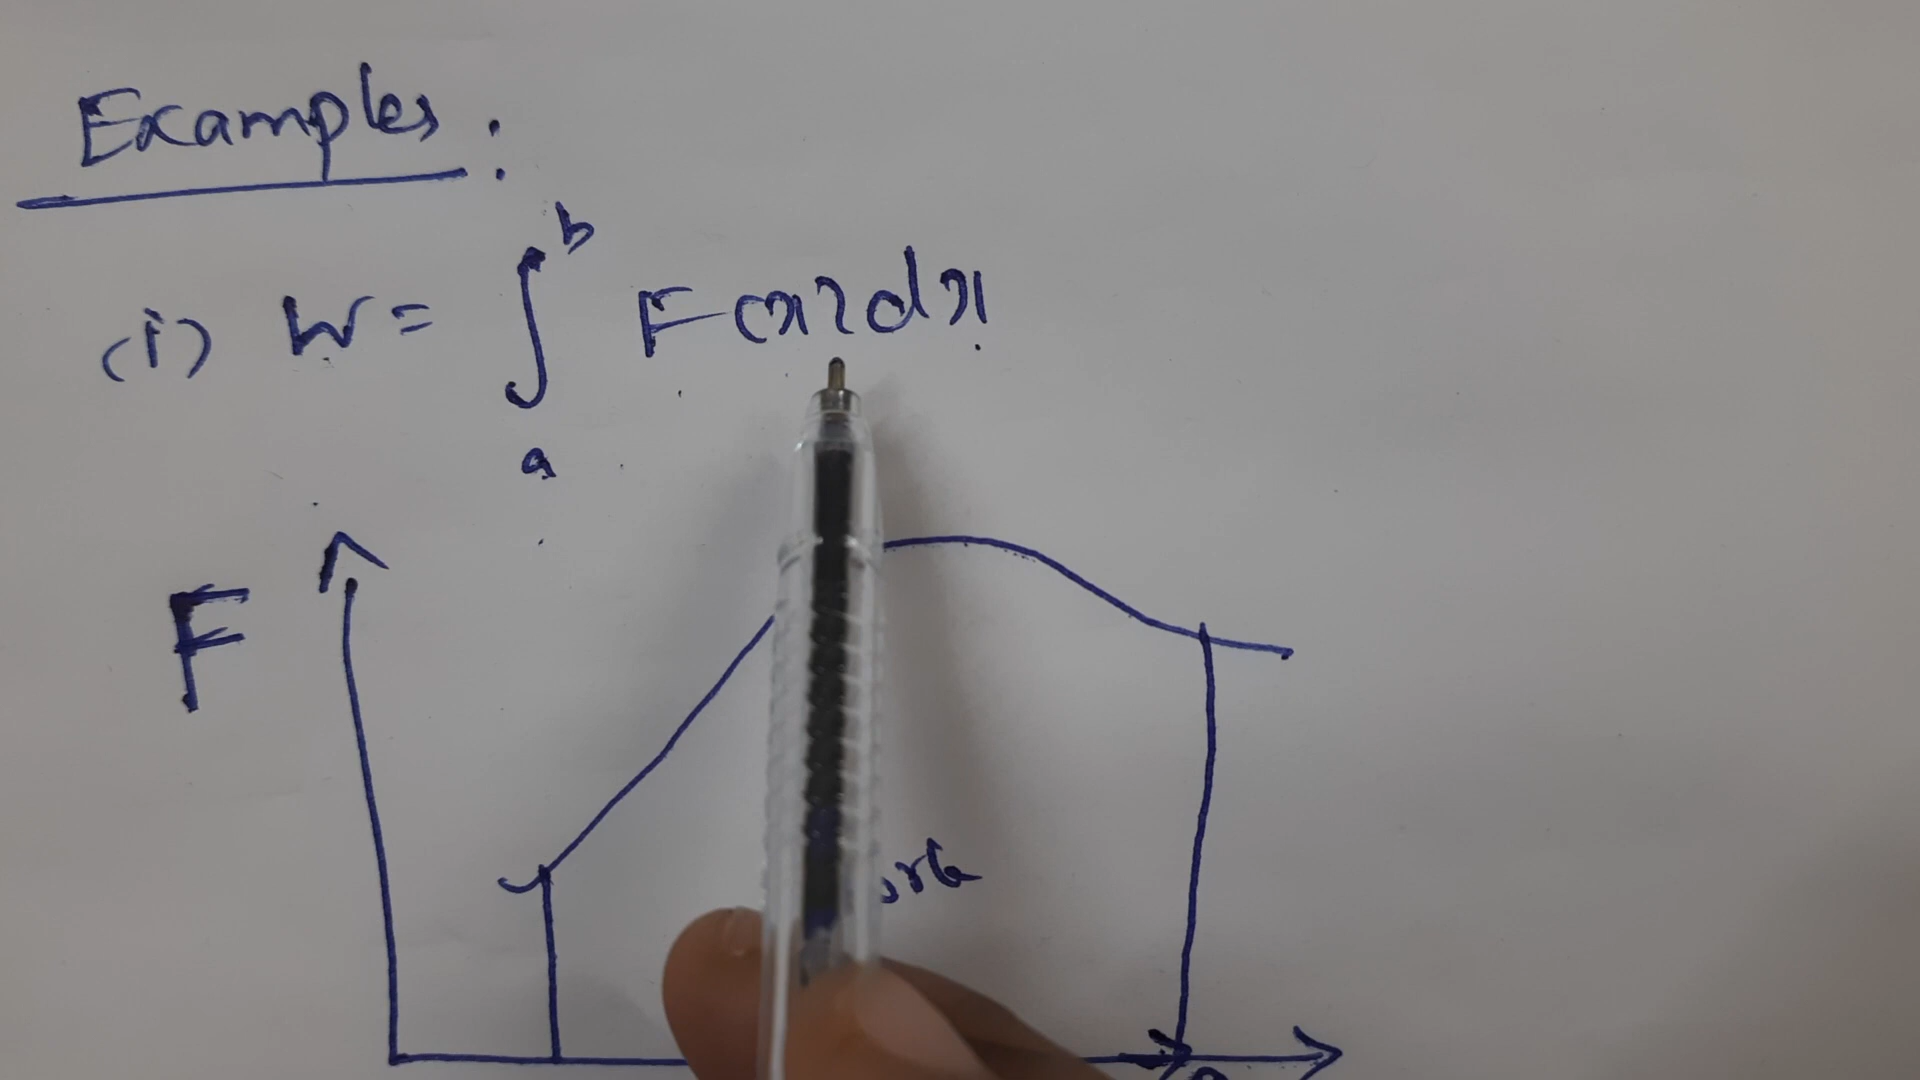 Examples :
(i) W = ∫ₐᵇ F(x)dx
F